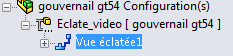 gouvernail gt54 Configuration(s)
Eclate_video [ gouvernail gt54 ]
Vue éclatée1